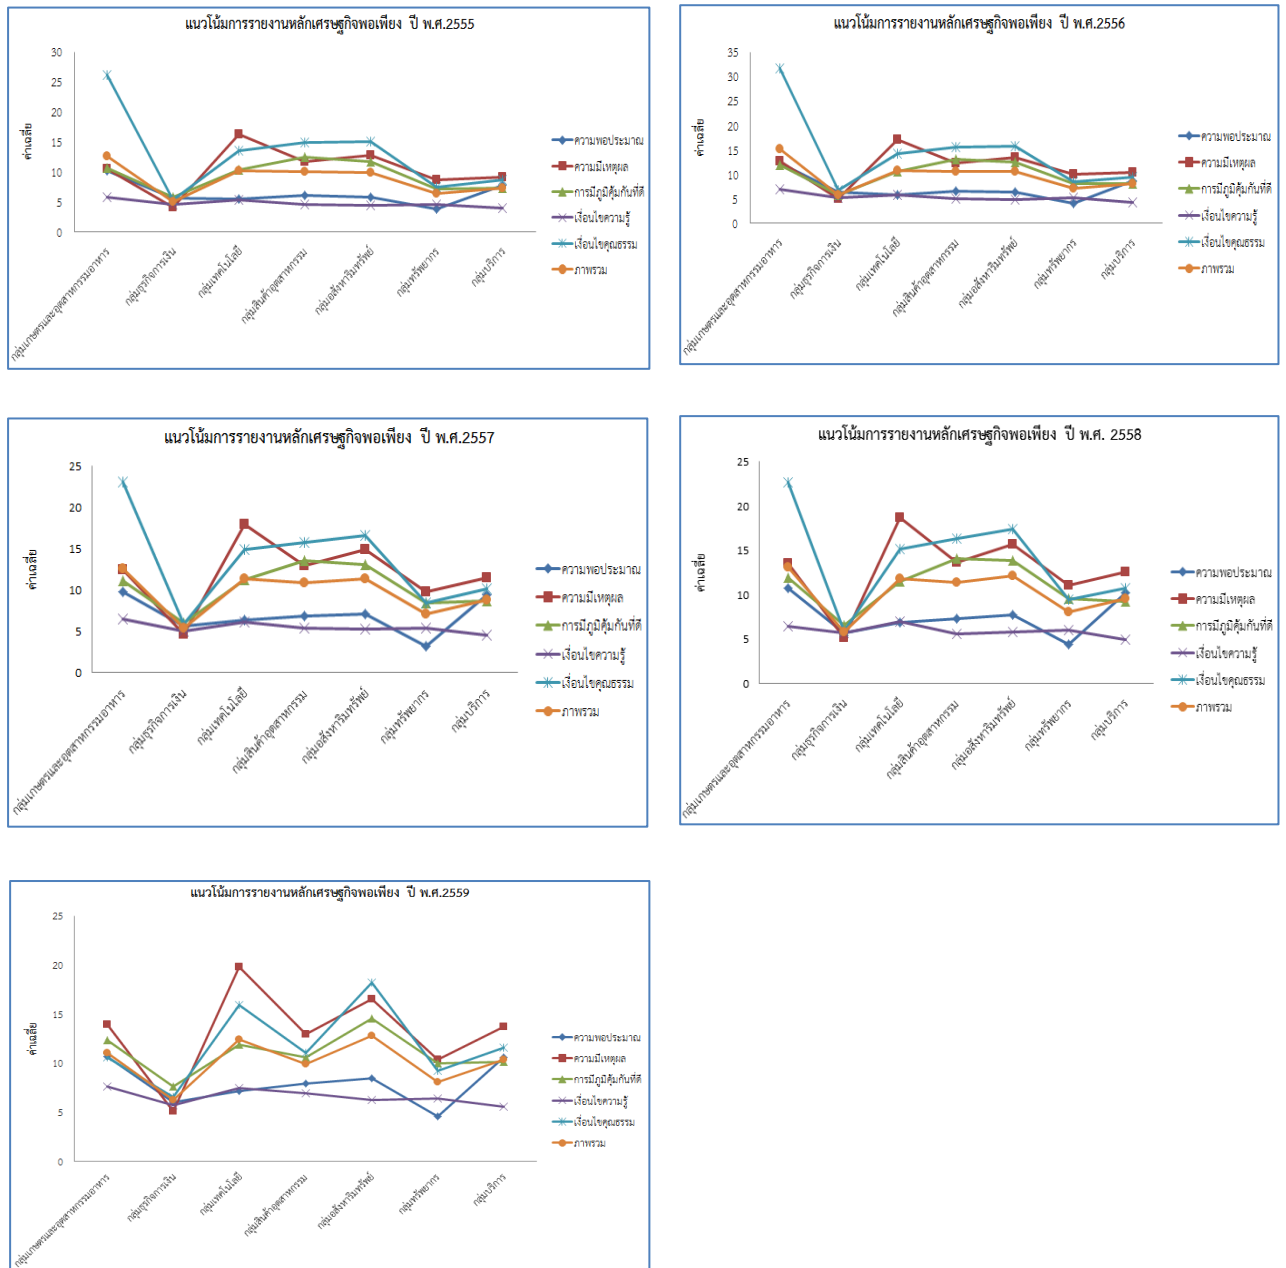 แนวโน้มการรายงานหลักเศรษฐกิจพอเพียง ปี พ.ศ.2555
30
25
20
15
10
5
0
ค่าเฉลี่ย
กลุ่มเกษตรและอุตสาหกรรมอาหาร
กลุ่มธุรกิจการเงิน
กลุ่มเทคโนโลยี
กลุ่มสินค้าอุตสาหกรรม
กลุ่มอสังหาริมทรัพย์
กลุ่มทรัพยากร
กลุ่มบริการ
ความพอประมาณ
ความมีเหตุผล
การมีภูมิคุ้มกันที่ดี
เงื่อนไขความรู้
เงื่อนไขคุณธรรม
ภาพรวม
แนวโน้มการรายงานหลักเศรษฐกิจพอเพียง ปี พ.ศ.2556
35
30
25
20
15
10
5
0
ค่าเฉลี่ย
กลุ่มเกษตรและอุตสาหกรรมอาหาร
กลุ่มธุรกิจการเงิน
กลุ่มเทคโนโลยี
กลุ่มสินค้าอุตสาหกรรม
กลุ่มอสังหาริมทรัพย์
กลุ่มทรัพยากร
กลุ่มบริการ
ความพอประมาณ
ความมีเหตุผล
การมีภูมิคุ้มกันที่ดี
เงื่อนไขความรู้
เงื่อนไขคุณธรรม
ภาพรวม
แนวโน้มการรายงานหลักเศรษฐกิจพอเพียง ปี พ.ศ.2557
25
20
15
10
5
0
ค่าเฉลี่ย
กลุ่มเกษตรและอุตสาหกรรมอาหาร
กลุ่มธุรกิจการเงิน
กลุ่มเทคโนโลยี
กลุ่มสินค้าอุตสาหกรรม
กลุ่มอสังหาริมทรัพย์
กลุ่มทรัพยากร
กลุ่มบริการ
ความพอประมาณ
ความมีเหตุผล
การมีภูมิคุ้มกันที่ดี
เงื่อนไขความรู้
เงื่อนไขคุณธรรม
ภาพรวม
แนวโน้มการรายงานหลักเศรษฐกิจพอเพียง ปี พ.ศ. 2558
25
20
15
10
5
0
ค่าเฉลี่ย
กลุ่มเกษตรและอุตสาหกรรมอาหาร
กลุ่มธุรกิจการเงิน
กลุ่มเทคโนโลยี
กลุ่มสินค้าอุตสาหกรรม
กลุ่มอสังหาริมทรัพย์
กลุ่มทรัพยากร
กลุ่มบริการ
ความพอประมาณ
ความมีเหตุผล
การมีภูมิคุ้มกันที่ดี
เงื่อนไขความรู้
เงื่อนไขคุณธรรม
ภาพรวม
แนวโน้มการรายงานหลักเศรษฐกิจพอเพียง ปี พ.ศ.2559
25
20
15
10
5
0
ค่าเฉลี่ย
กลุ่มเกษตรและอุตสาหกรรมอาหาร
กลุ่มธุรกิจการเงิน
กลุ่มเทคโนโลยี
กลุ่มสินค้าอุตสาหกรรม
กลุ่มอสังหาริมทรัพย์
กลุ่มทรัพยากร
กลุ่มบริการ
ความพอประมาณ
ความมีเหตุผล
การมีภูมิคุ้มกันที่ดี
เงื่อนไขความรู้
เงื่อนไขคุณธรรม
ภาพรวม